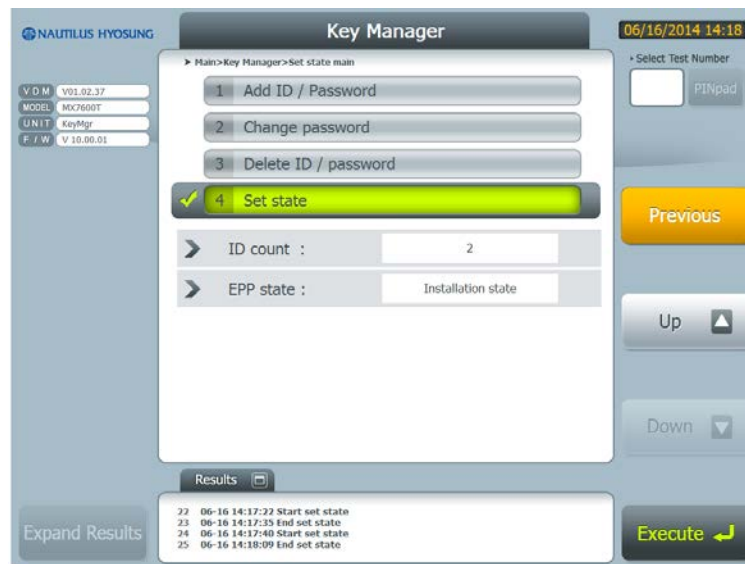 NAUTILUS HYOSUNG
Key Manager
06/16/2014 14:18
Main>Key Manager>Set state main
Select Test Number
PINpad
VDM V01.02.37
MODEL MX7600T
UNIT KeyMgr
F / W V 10.00.01
1 Add ID / Password
2 Change password
3 Delete ID / password
4 Set state
ID count : 2
EPP state : Installation state
Previous
Up
Down
Results
22 06-16 14:17:22 Start set state
23 06-16 14:17:35 End set state
24 06-16 14:17:40 Start set state
25 06-16 14:18:09 End set state
Expand Results
Execute